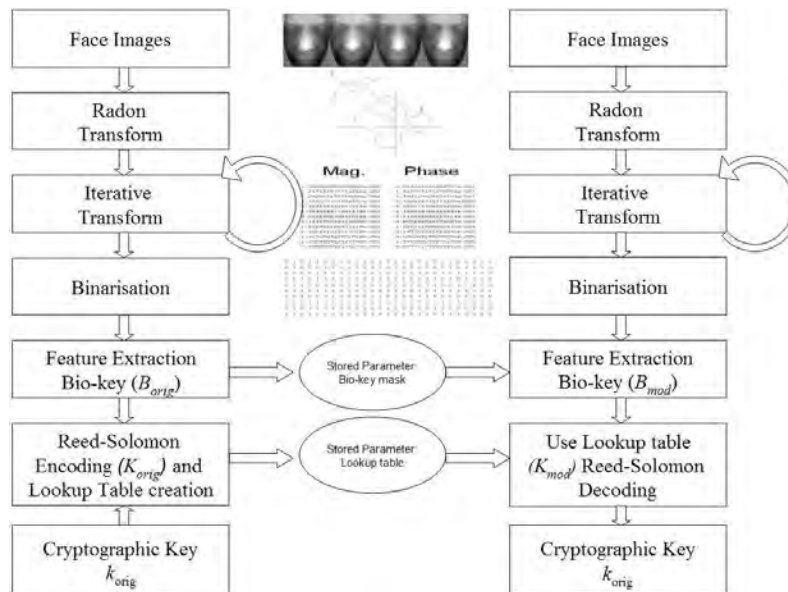 Face Images
Radon
Transform
Iterative
Transform
Binarisation
Feature Extraction
Bio-key (B_orig)
Reed-Solomon
Encoding (K_orig) and
Lookup Table creation
Cryptographic Key
k_orig
Mag. Phase
Stored Parameter
Bio-key mask
Stored Parameter
Lookup table
Face Images
Radon
Transform
Iterative
Transform
Binarisation
Feature Extraction
Bio-key (B_mod)
Use Lookup table
(K_mod) Reed-Solomon
Decoding
Cryptographic Key
k_orig